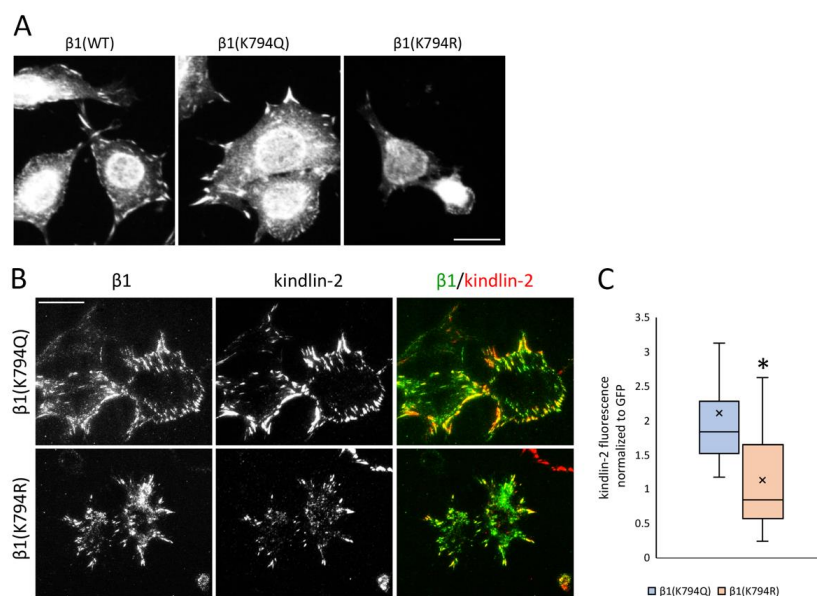 A
β1(WT)
β1(K794Q)
β1(K794R)
B
β1
kindlin-2
β1/kindlin-2
β1(K794Q)
β1(K794R)
C
kindlin-2 fluorescence
normalized to GFP
3.5
3
2.5
2
1.5
1
0.5
0
*
β1(K794Q) β1(K794R)